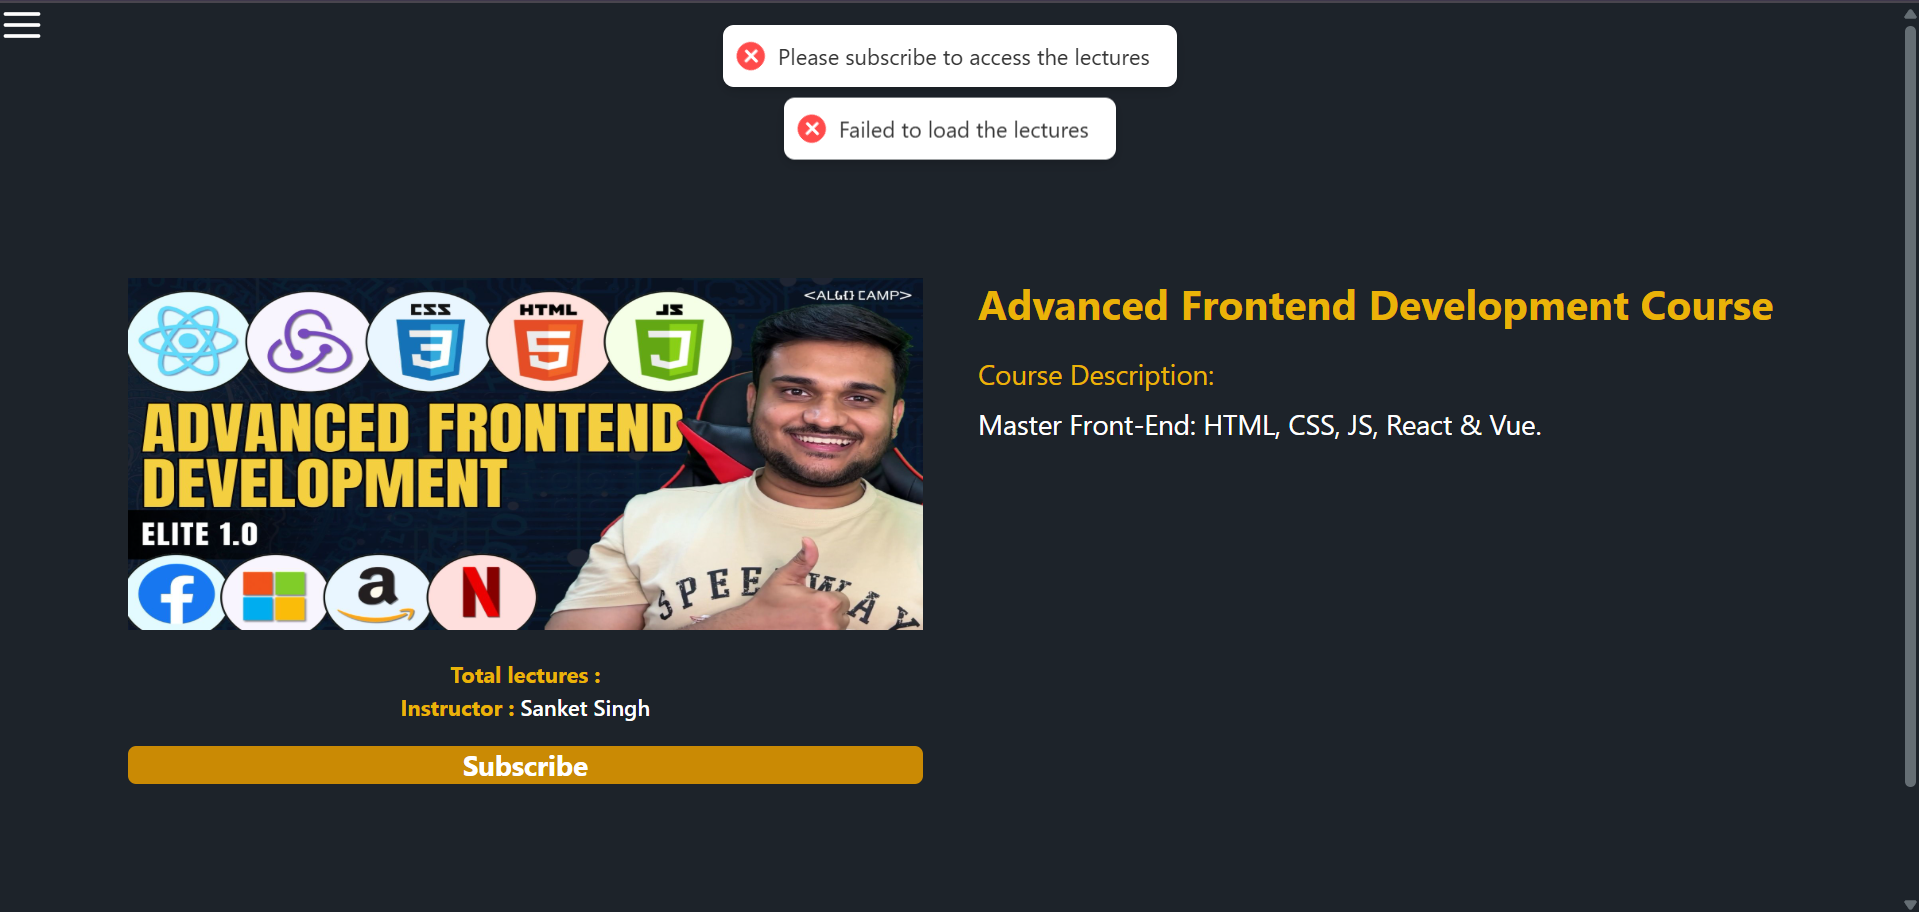 Please subscribe to access the lectures
Failed to load the lectures
<ALGO CAMP>
CSS
HTML
JS
ADVANCED FRONTEND
DEVELOPMENT
ELITE 1.0
Advanced Frontend Development Course
Course Description:
Master Front-End: HTML, CSS, JS, React & Vue.
Total lectures :
Instructor : Sanket Singh
Subscribe